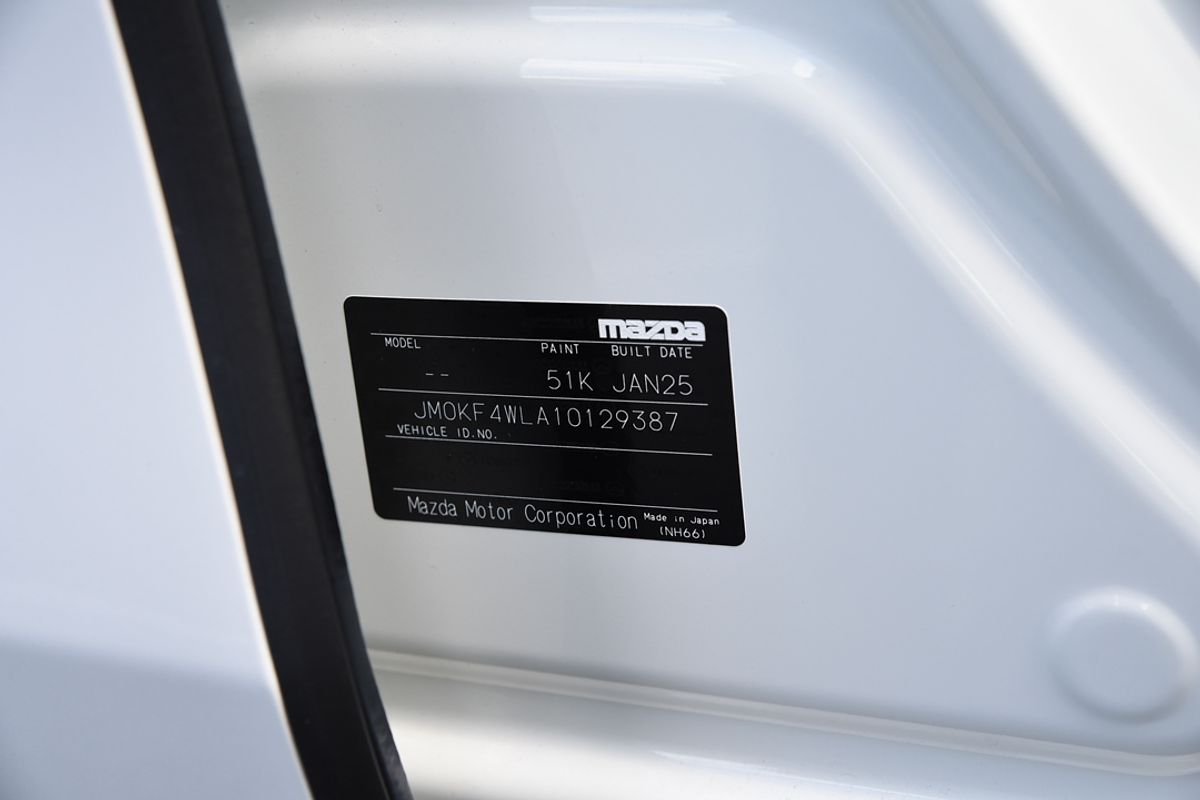 mazda
MODEL PAINT BUILT DATE
-- 51K JAN25
JM0KF4WLA10129387
VEHICLE ID.NO.
Mazda Motor Corporation Made in Japan
(NH66)